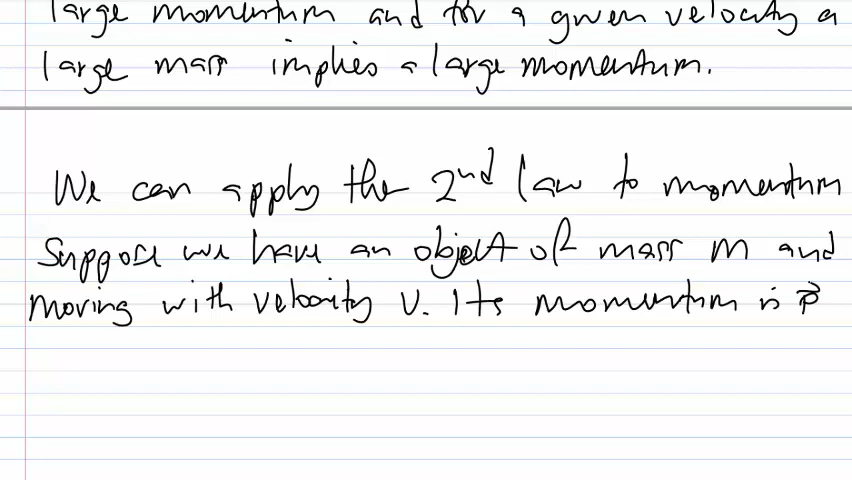 large momentum and for a given velocity a
large mass implies a large momentum.
We can apply the 2nd law to momentum
Suppose we have an object of mass m and
moving with velocity v. Its momentum is p⃗